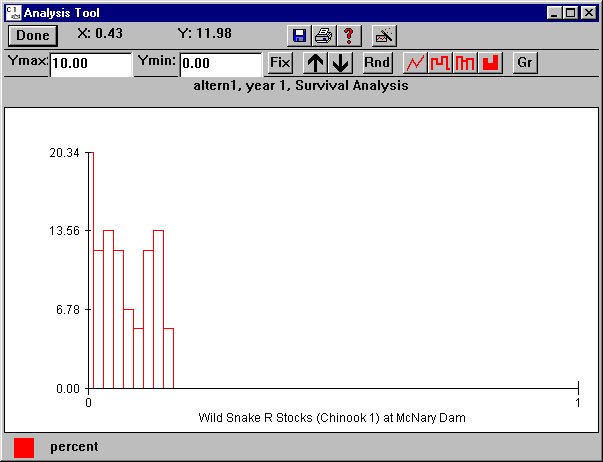 Analysis Tool
Done X: 0.43 Y: 11.98 ?
Ymax: 10.00 Ymin: 0.00 Fix Rnd Gr
altern1, year 1, Survival Analysis
20.34
13.56
6.78
0.00
0 1
Wild Snake R Stocks (Chinook 1) at McNary Dam
percent